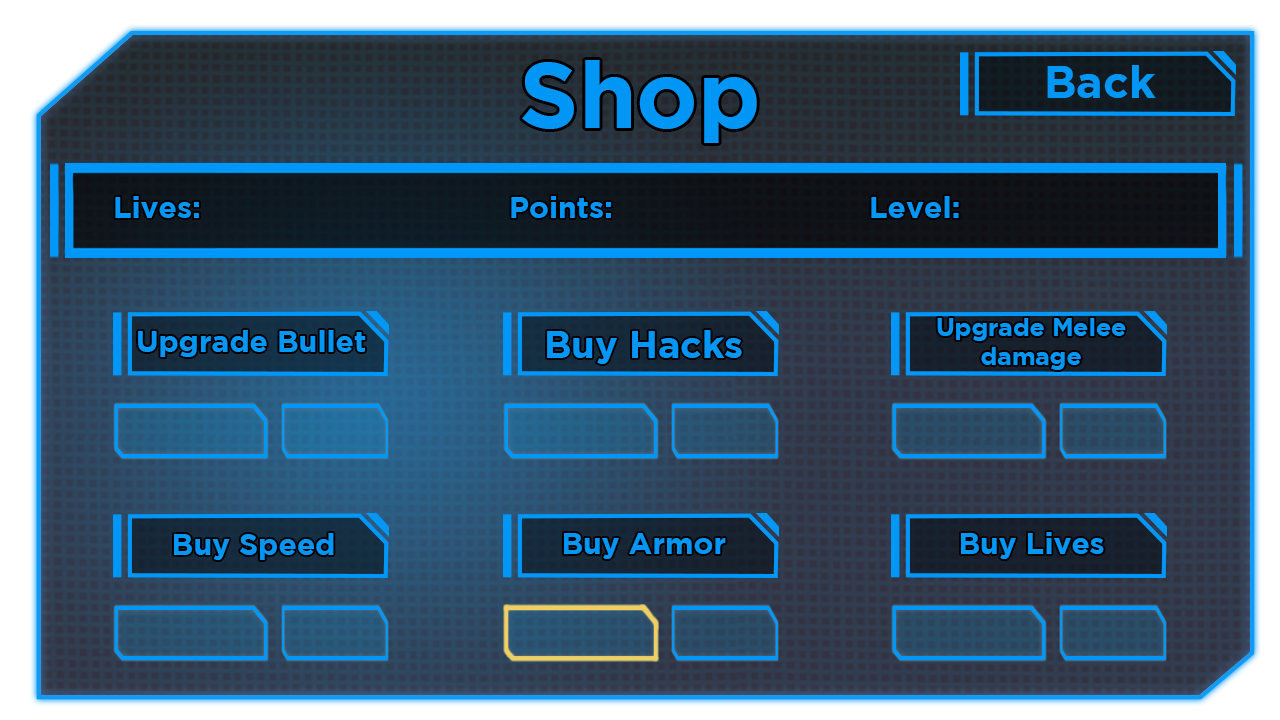 Shop
Back
Lives:
Points:
Level:
Upgrade Bullet
Buy Hacks
Upgrade Melee
damage
Buy Speed
Buy Armor
Buy Lives